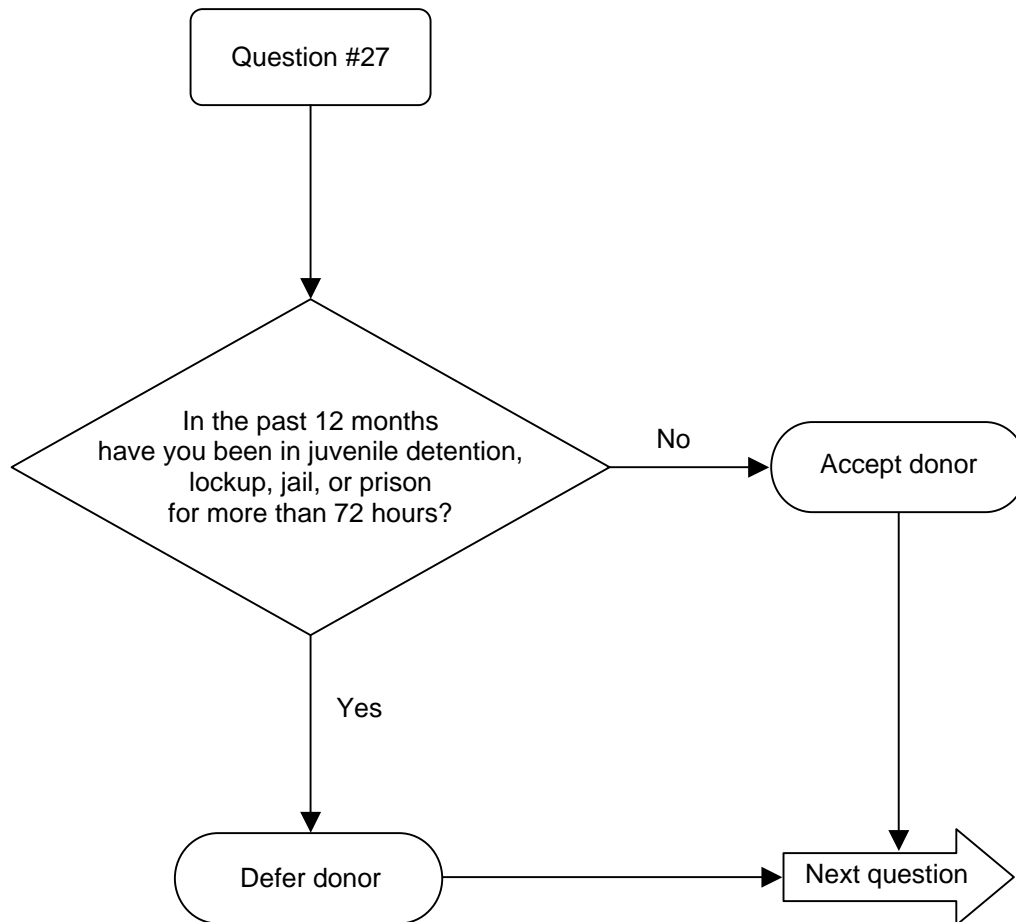 Question #27
In the past 12 months
have you been in juvenile detention,
lockup, jail, or prison
for more than 72 hours?
No
Accept donor
Yes
Defer donor
Next question